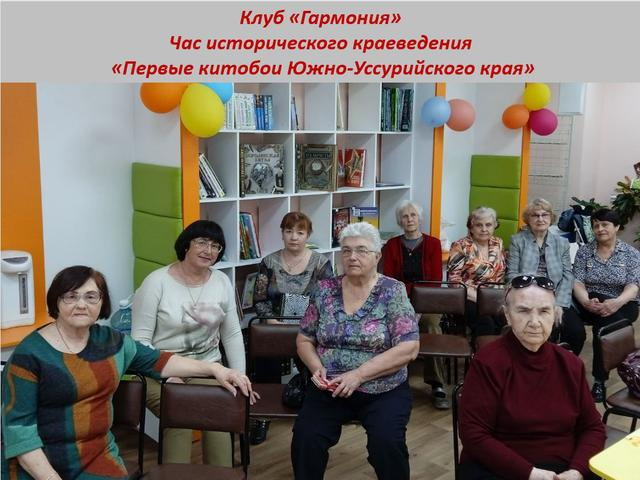 Клуб «Гармония»
Час исторического краеведения
«Первые китобои Южно-Уссурийского края»